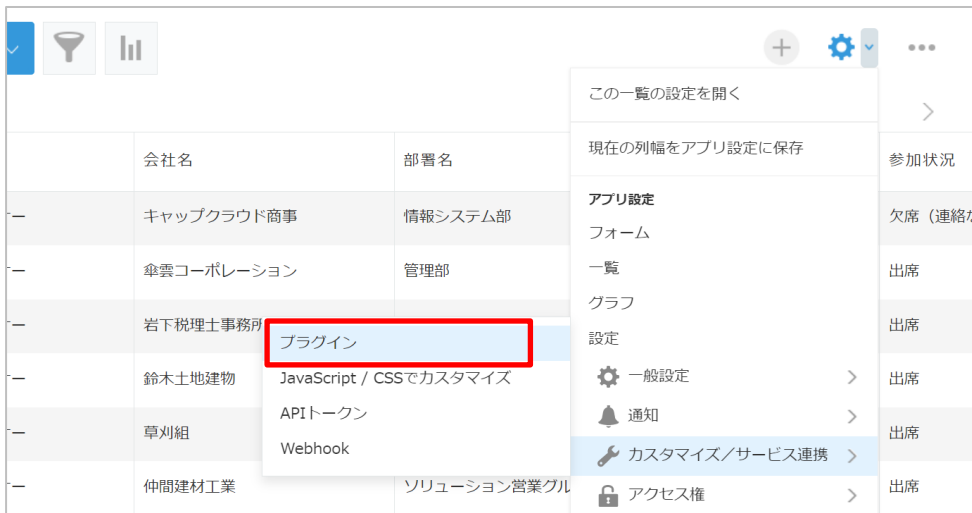 この一覧の設定を開く
現在の列幅をアプリ設定に保存
会社名 部署名 参加状況
アプリ設定
キャップクラウド商事 情報システム部 欠席（連絡
フォーム
傘雲コーポレーション 管理部 一覧 出席
グラフ
岩下税理士事務所 出席
プラグイン 設定
鈴木土地建物 JavaScript / CSSでカスタマイズ 一般設定 出席
APIトークン 通知
草刈組 出席
Webhook カスタマイズ／サービス連携
仲間建材工業 ソリューション営業グル アクセス権 出席